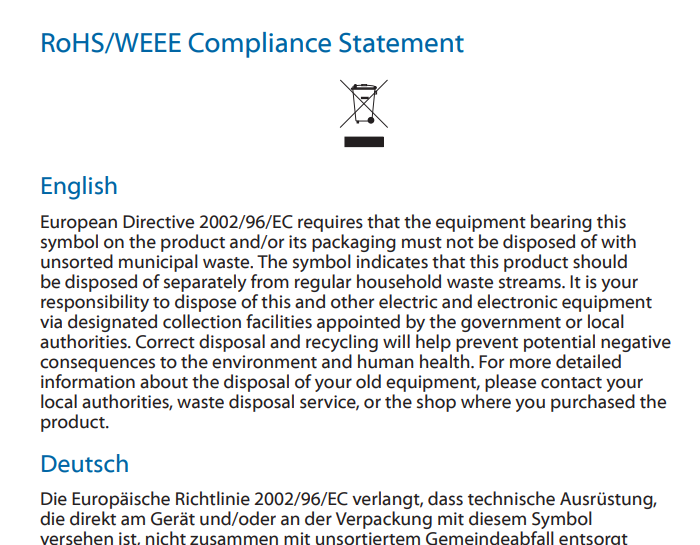 RoHS/WEEE Compliance Statement
English
European Directive 2002/96/EC requires that the equipment bearing this
symbol on the product and/or its packaging must not be disposed of with
unsorted municipal waste. The symbol indicates that this product should
be disposed of separately from regular household waste streams. It is your
responsibility to dispose of this and other electric and electronic equipment
via designated collection facilities appointed by the government or local
authorities. Correct disposal and recycling will help prevent potential negative
consequences to the environment and human health. For more detailed
information about the disposal of your old equipment, please contact your
local authorities, waste disposal service, or the shop where you purchased the
product.
Deutsch
Die Europäische Richtlinie 2002/96/EC verlangt, dass technische Ausrüstung,
die direkt am Gerät und/oder an der Verpackung mit diesem Symbol
versehen ist, nicht zusammen mit unsortiertem Gemeindeabfall entsorgt